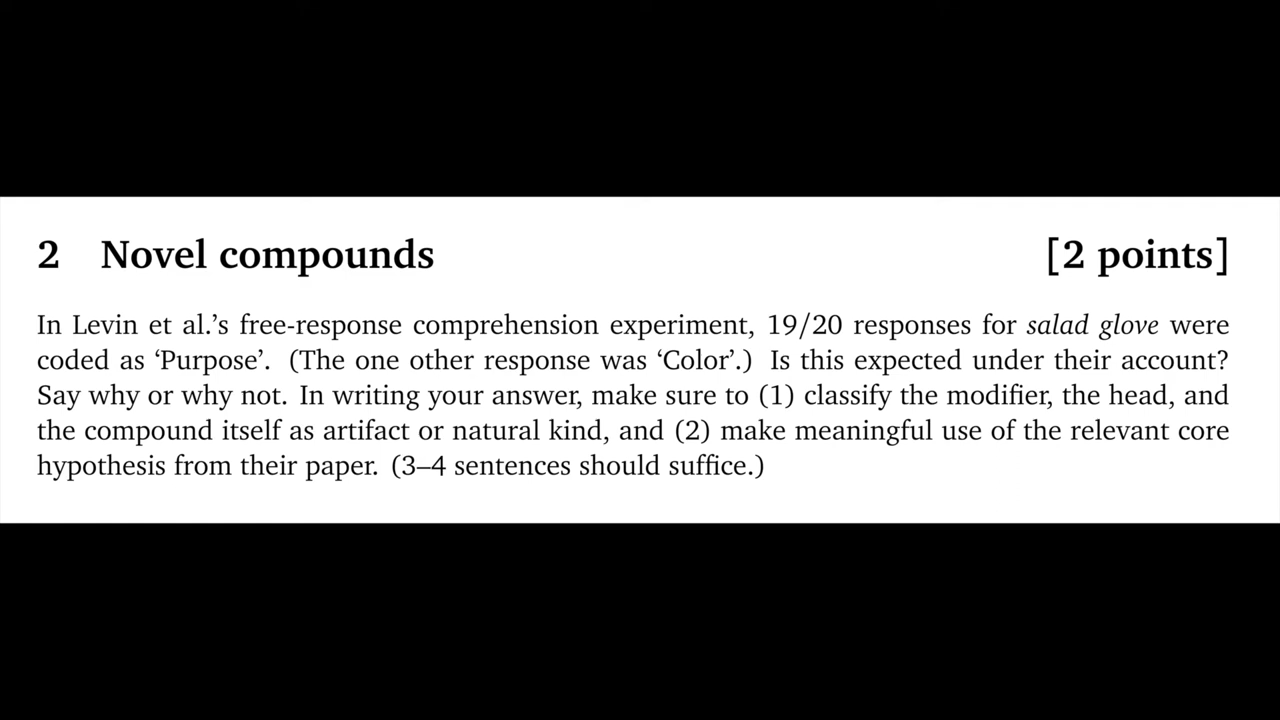 2 Novel compounds [2 points]
In Levin et al.’s free-response comprehension experiment, 19/20 responses for salad glove were
coded as ‘Purpose’. (The one other response was ‘Color’.) Is this expected under their account?
Say why or why not. In writing your answer, make sure to (1) classify the modifier, the head, and
the compound itself as artifact or natural kind, and (2) make meaningful use of the relevant core
hypothesis from their paper. (3–4 sentences should suffice.)